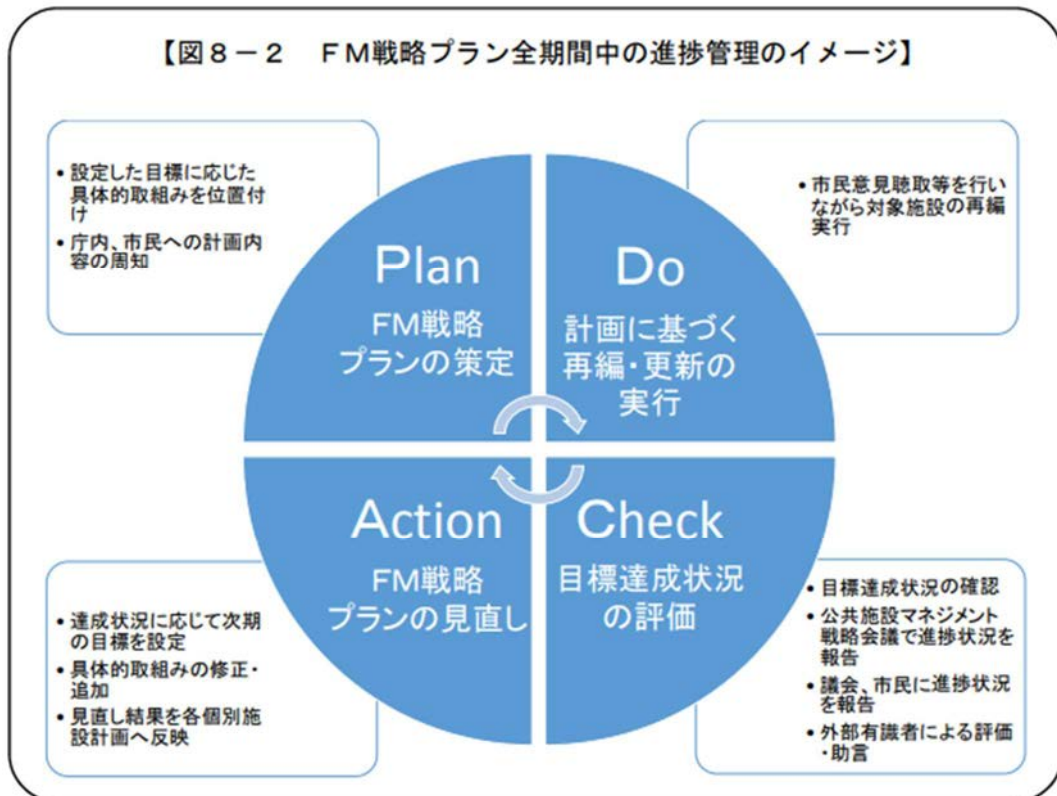 【図８－２　ＦＭ戦略プラン全期間中の進捗管理のイメージ】
• 設定した目標に応じた
具体的取組みを位置付
け
• 庁内、市民への計画内
容の周知
Plan
ＦＭ戦略
プランの策定
Do
計画に基づく
再編・更新の
実行
• 市民意見聴取等を行い
ながら対象施設の再編
実行
• 達成状況に応じて次期
の目標を設定
• 具体的取組みの修正・
追加
• 見直し結果を各個別施
設計画へ反映
Action
ＦＭ戦略
プランの見直し
Check
目標達成状況
の評価
• 目標達成状況の確認
• 公共施設マネジメント
戦略会議で進捗状況を
報告
• 議会、市民に進捗状況
を報告
• 外部有識者による評価
・助言